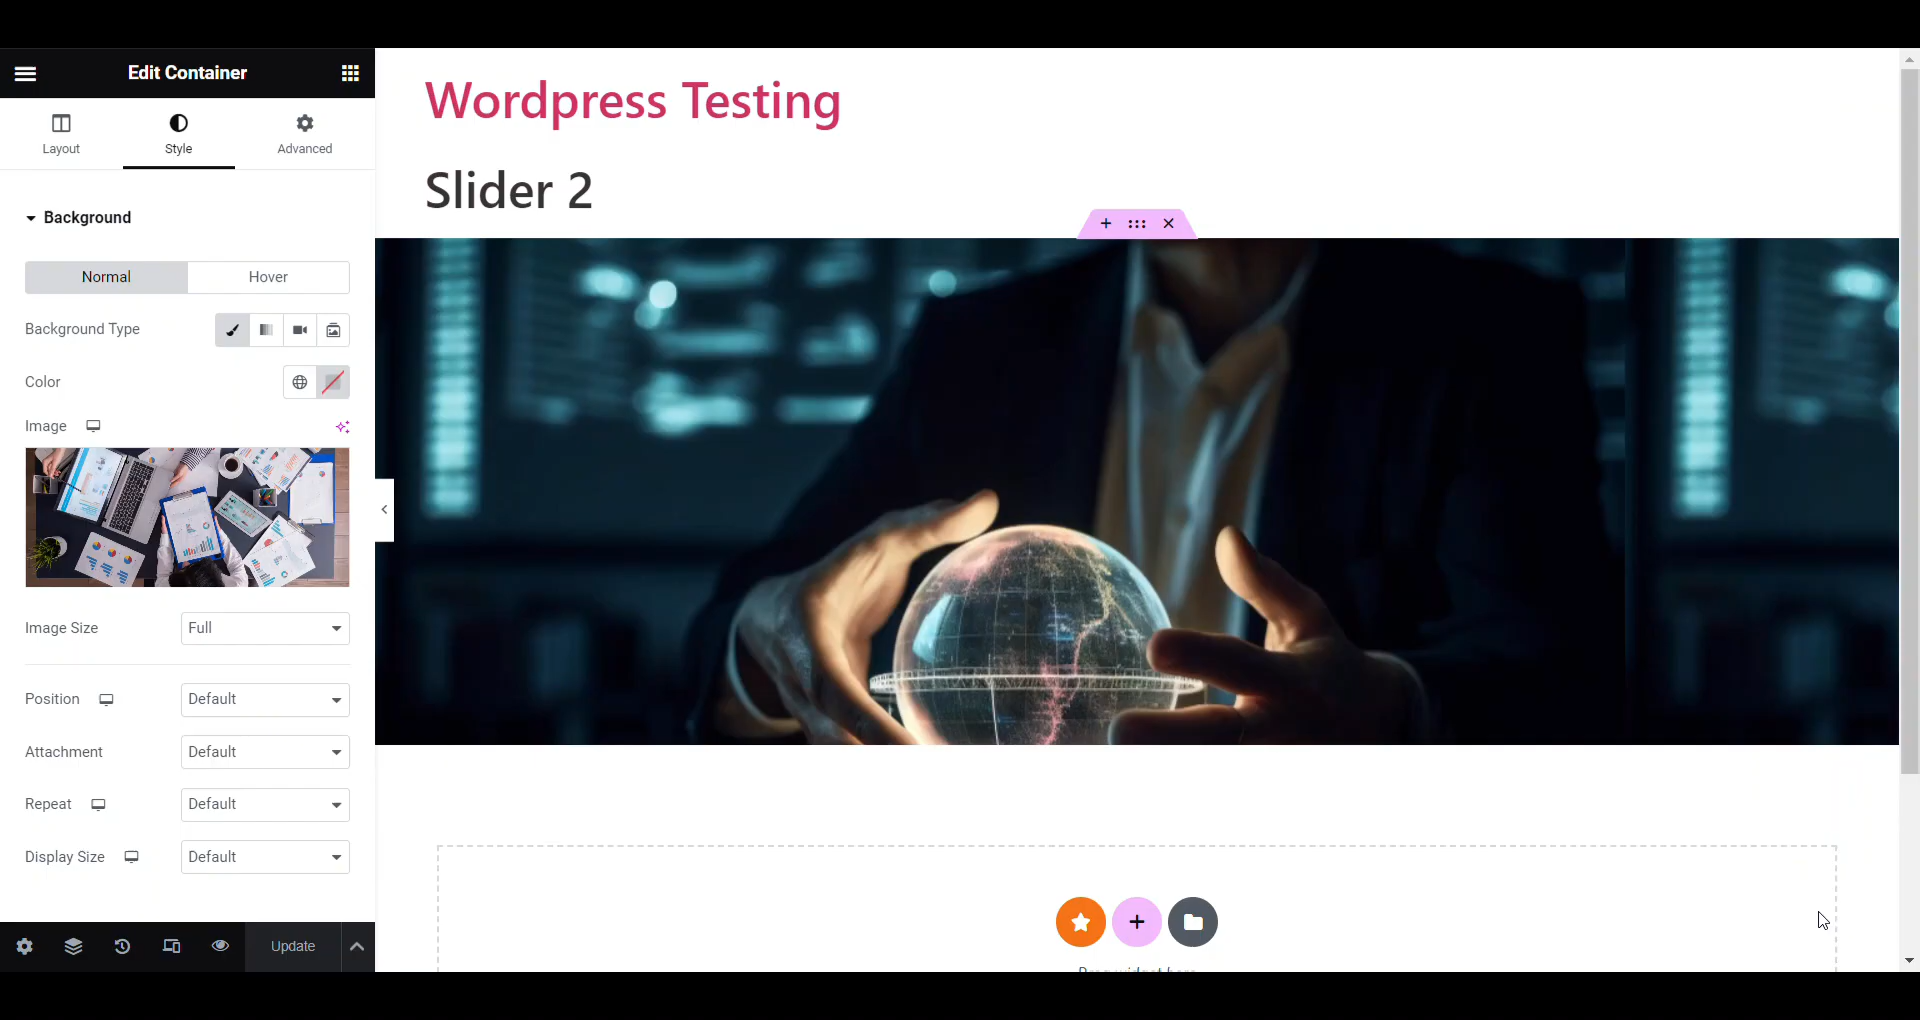 Edit Container
Layout
Style
Advanced
Background
Normal
Hover
Background Type
Color
Image
Image Size
Full
Position
Default
Attachment
Default
Repeat
Default
Display Size
Default
Update
Wordpress Testing
Slider 2